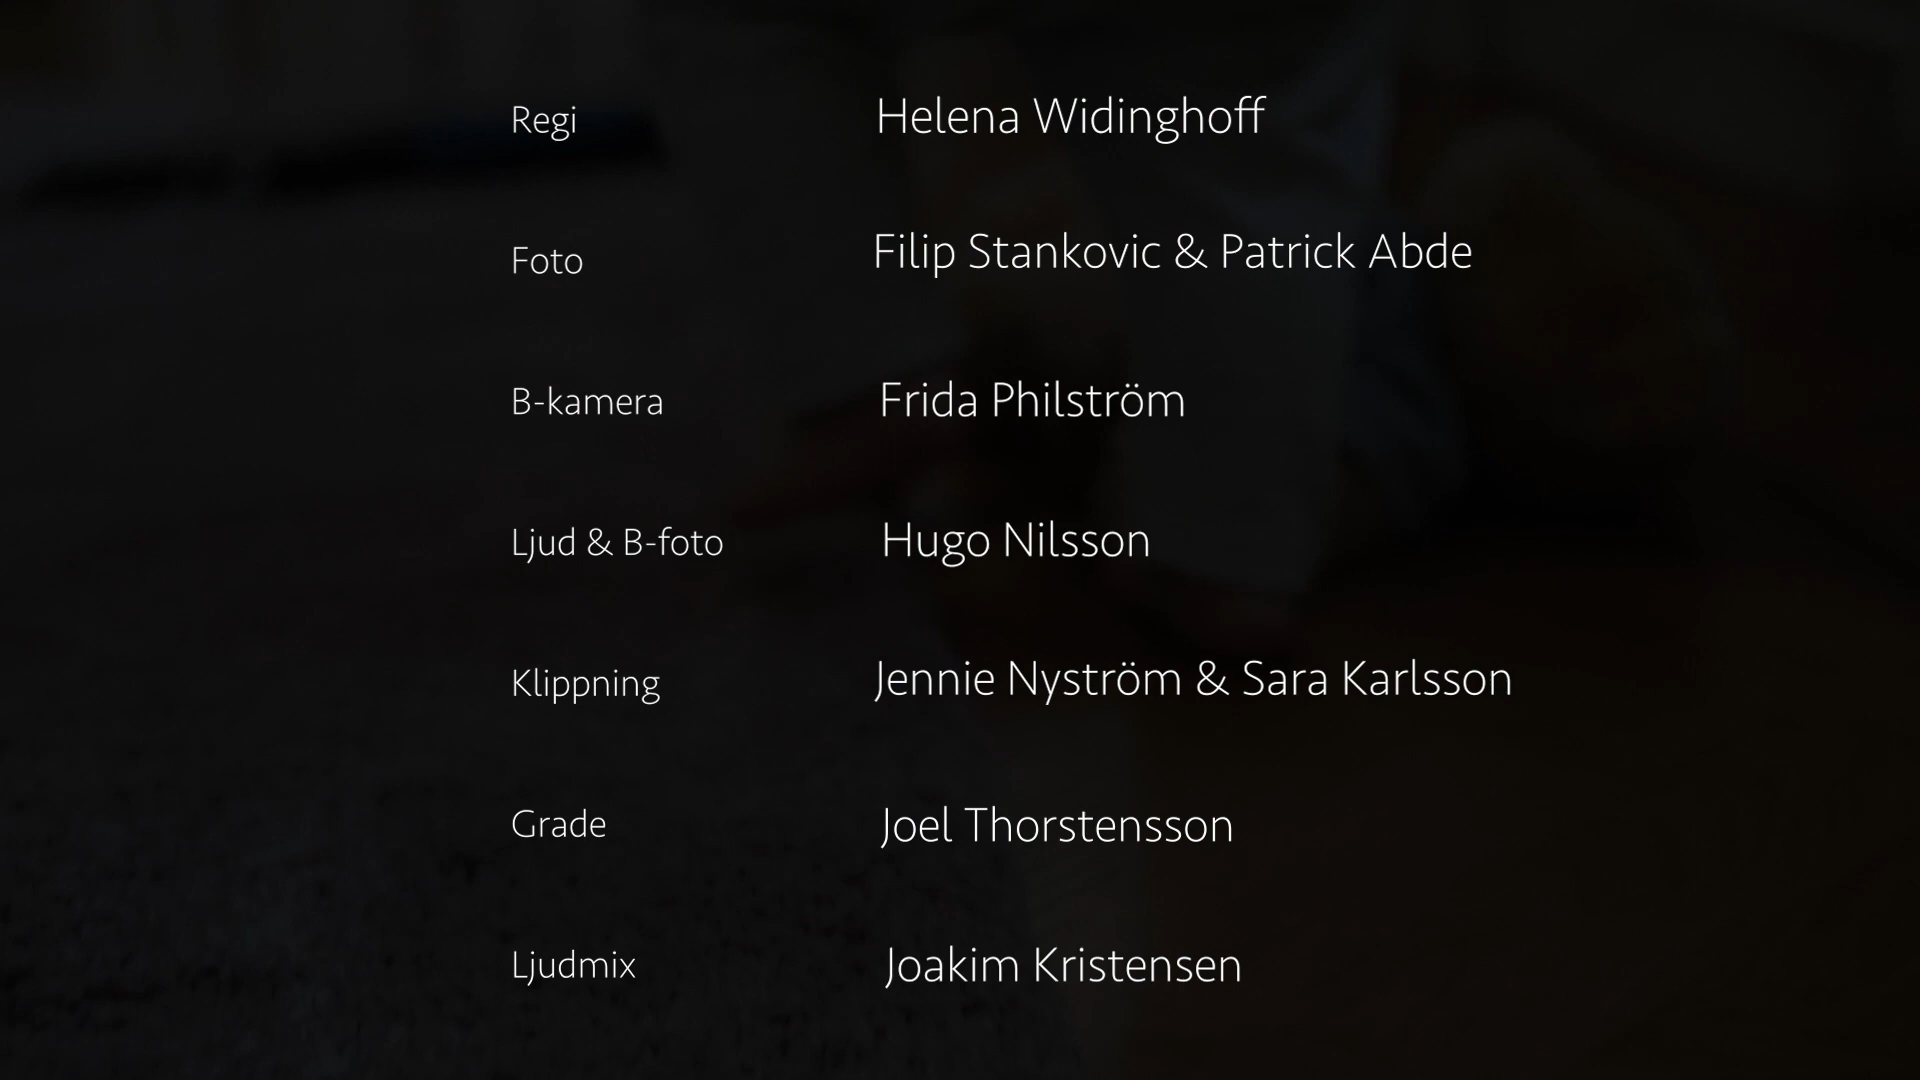 Regi Helena Widinghoff
Foto Filip Stankovic & Patrick Abde
B-kamera Frida Philström
Ljud & B-foto Hugo Nilsson
Klippning Jennie Nyström & Sara Karlsson
Grade Joel Thorstensson
Ljudmix Joakim Kristensen